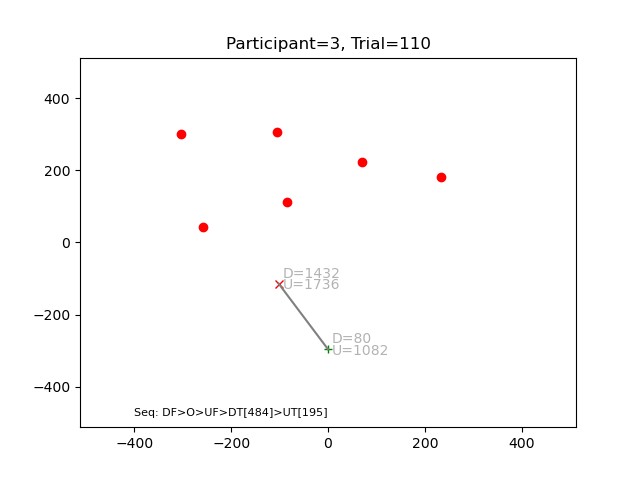 Participant=3, Trial=110
400
200
0
−200
−400
D=1432
U=1736
D=80
U=1082
Seq: DF>O>UF>DT[484]>UT[195]
−400
−200
0
200
400